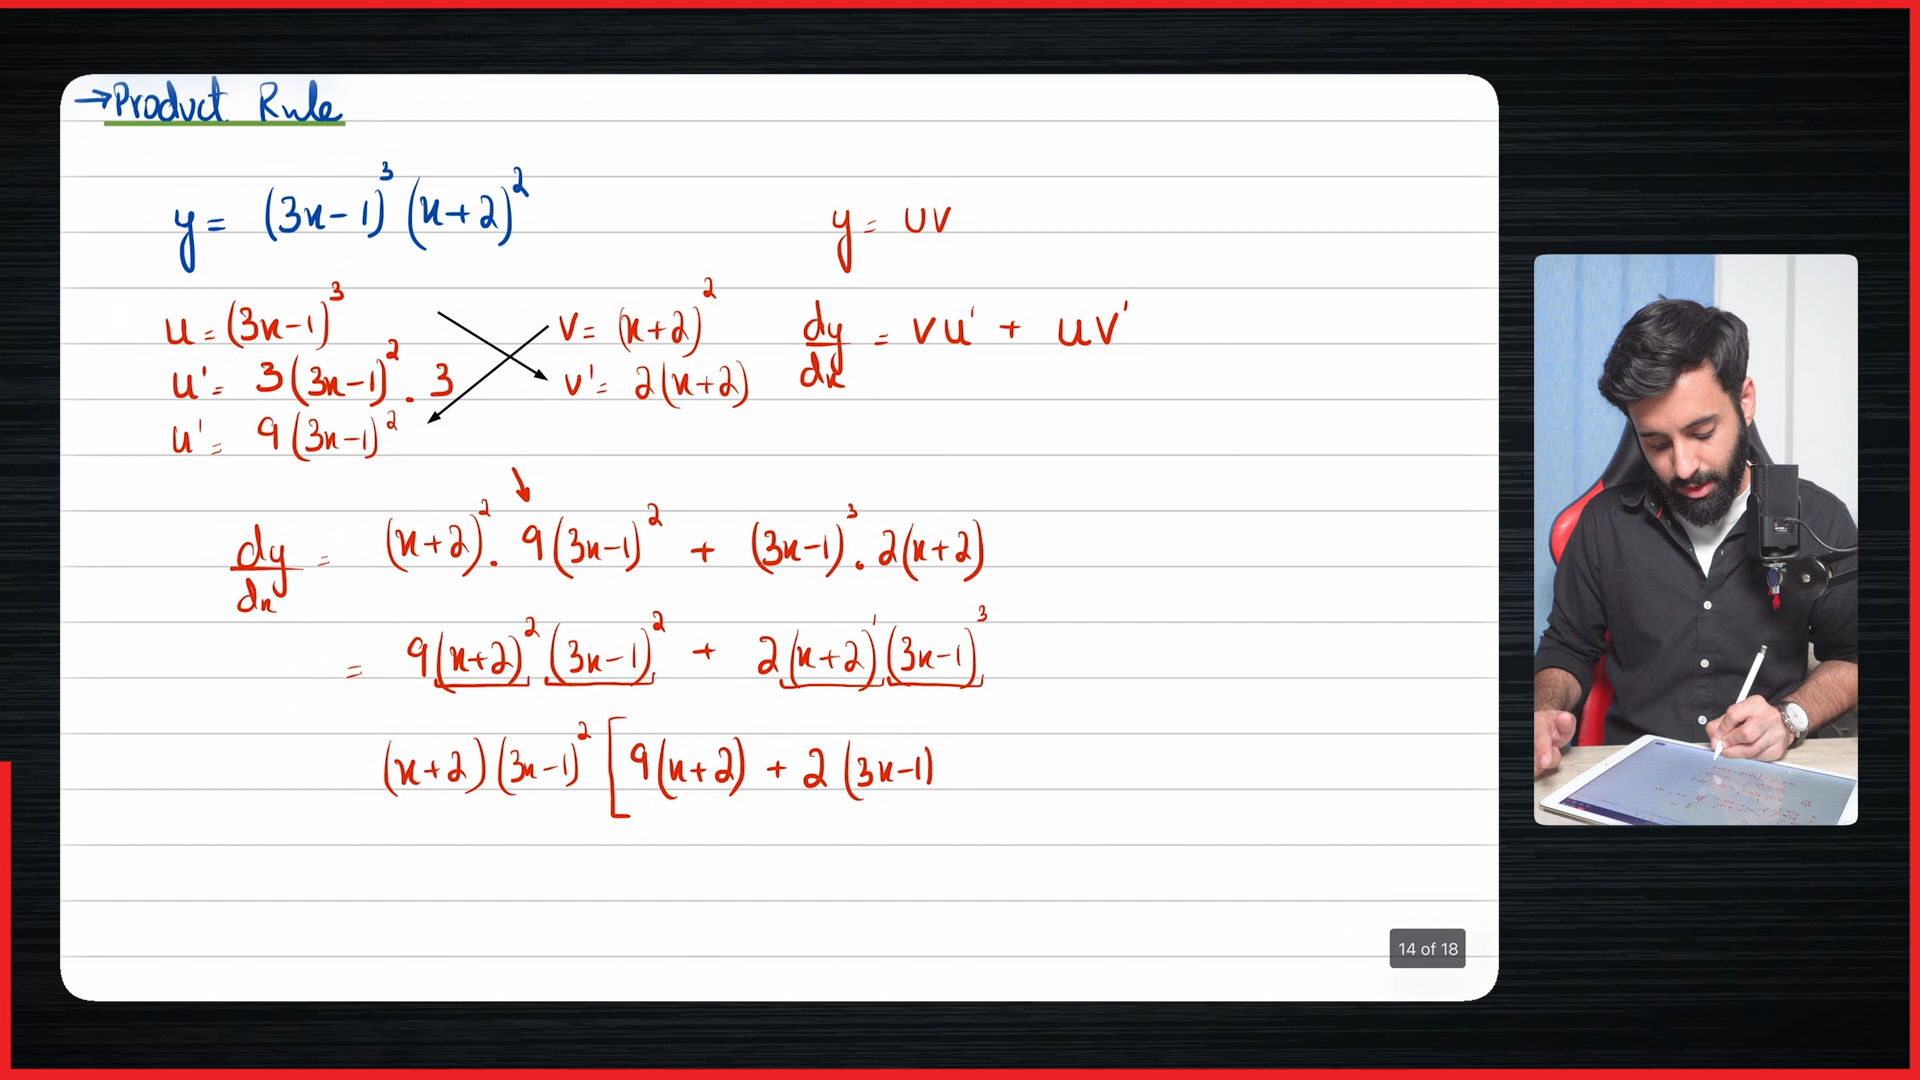 →Product Rule
y = (3x-1)³ (x+2)²
y = uv
u = (3x-1)³
v = (x+2)²
dy/dx = vu' + uv'
u' = 3(3x-1)² . 3
v' = 2(x+2)
u' = 9(3x-1)²
dy/dx = (x+2)² . 9(3x-1)² + (3x-1)³ . 2(x+2)
= 9(x+2)² (3x-1)² + 2(x+2)¹ (3x-1)³
(x+2)(3x-1)² [9(x+2) + 2(3x-1)
14 of 18